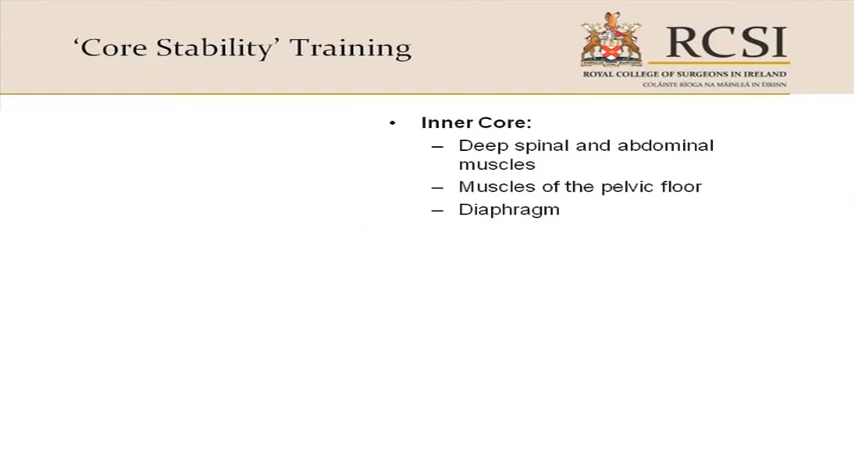 ‘Core Stability’ Training
RCSI
ROYAL COLLEGE OF SURGEONS IN IRELAND
COLÁISTE RÍOGA NA MÁINLEÁ IN ÉIRINN
• Inner Core:
– Deep spinal and abdominal
muscles
– Muscles of the pelvic floor
– Diaphragm